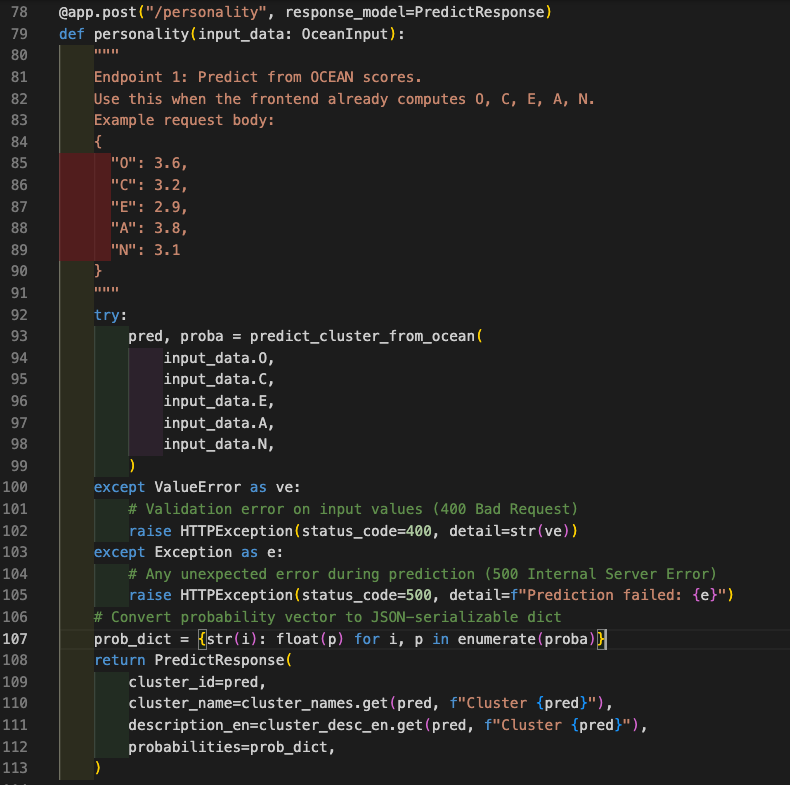 78 @app.post("/personality", response_model=PredictResponse)
79 def personality(input_data: OceanInput):
80     """
81     Endpoint 1: Predict from OCEAN scores.
82     Use this when the frontend already computes O, C, E, A, N.
83     Example request body:
84     {
85       "O": 3.6,
86       "C": 3.2,
87       "E": 2.9,
88       "A": 3.8,
89       "N": 3.1
90     }
91     """
92     try:
93         pred, proba = predict_cluster_from_ocean(
94             input_data.O,
95             input_data.C,
96             input_data.E,
97             input_data.A,
98             input_data.N,
99         )
100     except ValueError as ve:
101         # Validation error on input values (400 Bad Request)
102         raise HTTPException(status_code=400, detail=str(ve))
103     except Exception as e:
104         # Any unexpected error during prediction (500 Internal Server Error)
105         raise HTTPException(status_code=500, detail=f"Prediction failed: {e}")
106     # Convert probability vector to JSON-serializable dict
107     prob_dict = {str(i): float(p) for i, p in enumerate(proba)}
108     return PredictResponse(
109         cluster_id=pred,
110         cluster_name=cluster_names.get(pred, f"Cluster {pred}"),
111         description_en=cluster_desc_en.get(pred, f"Cluster {pred}"),
112         probabilities=prob_dict,
113     )